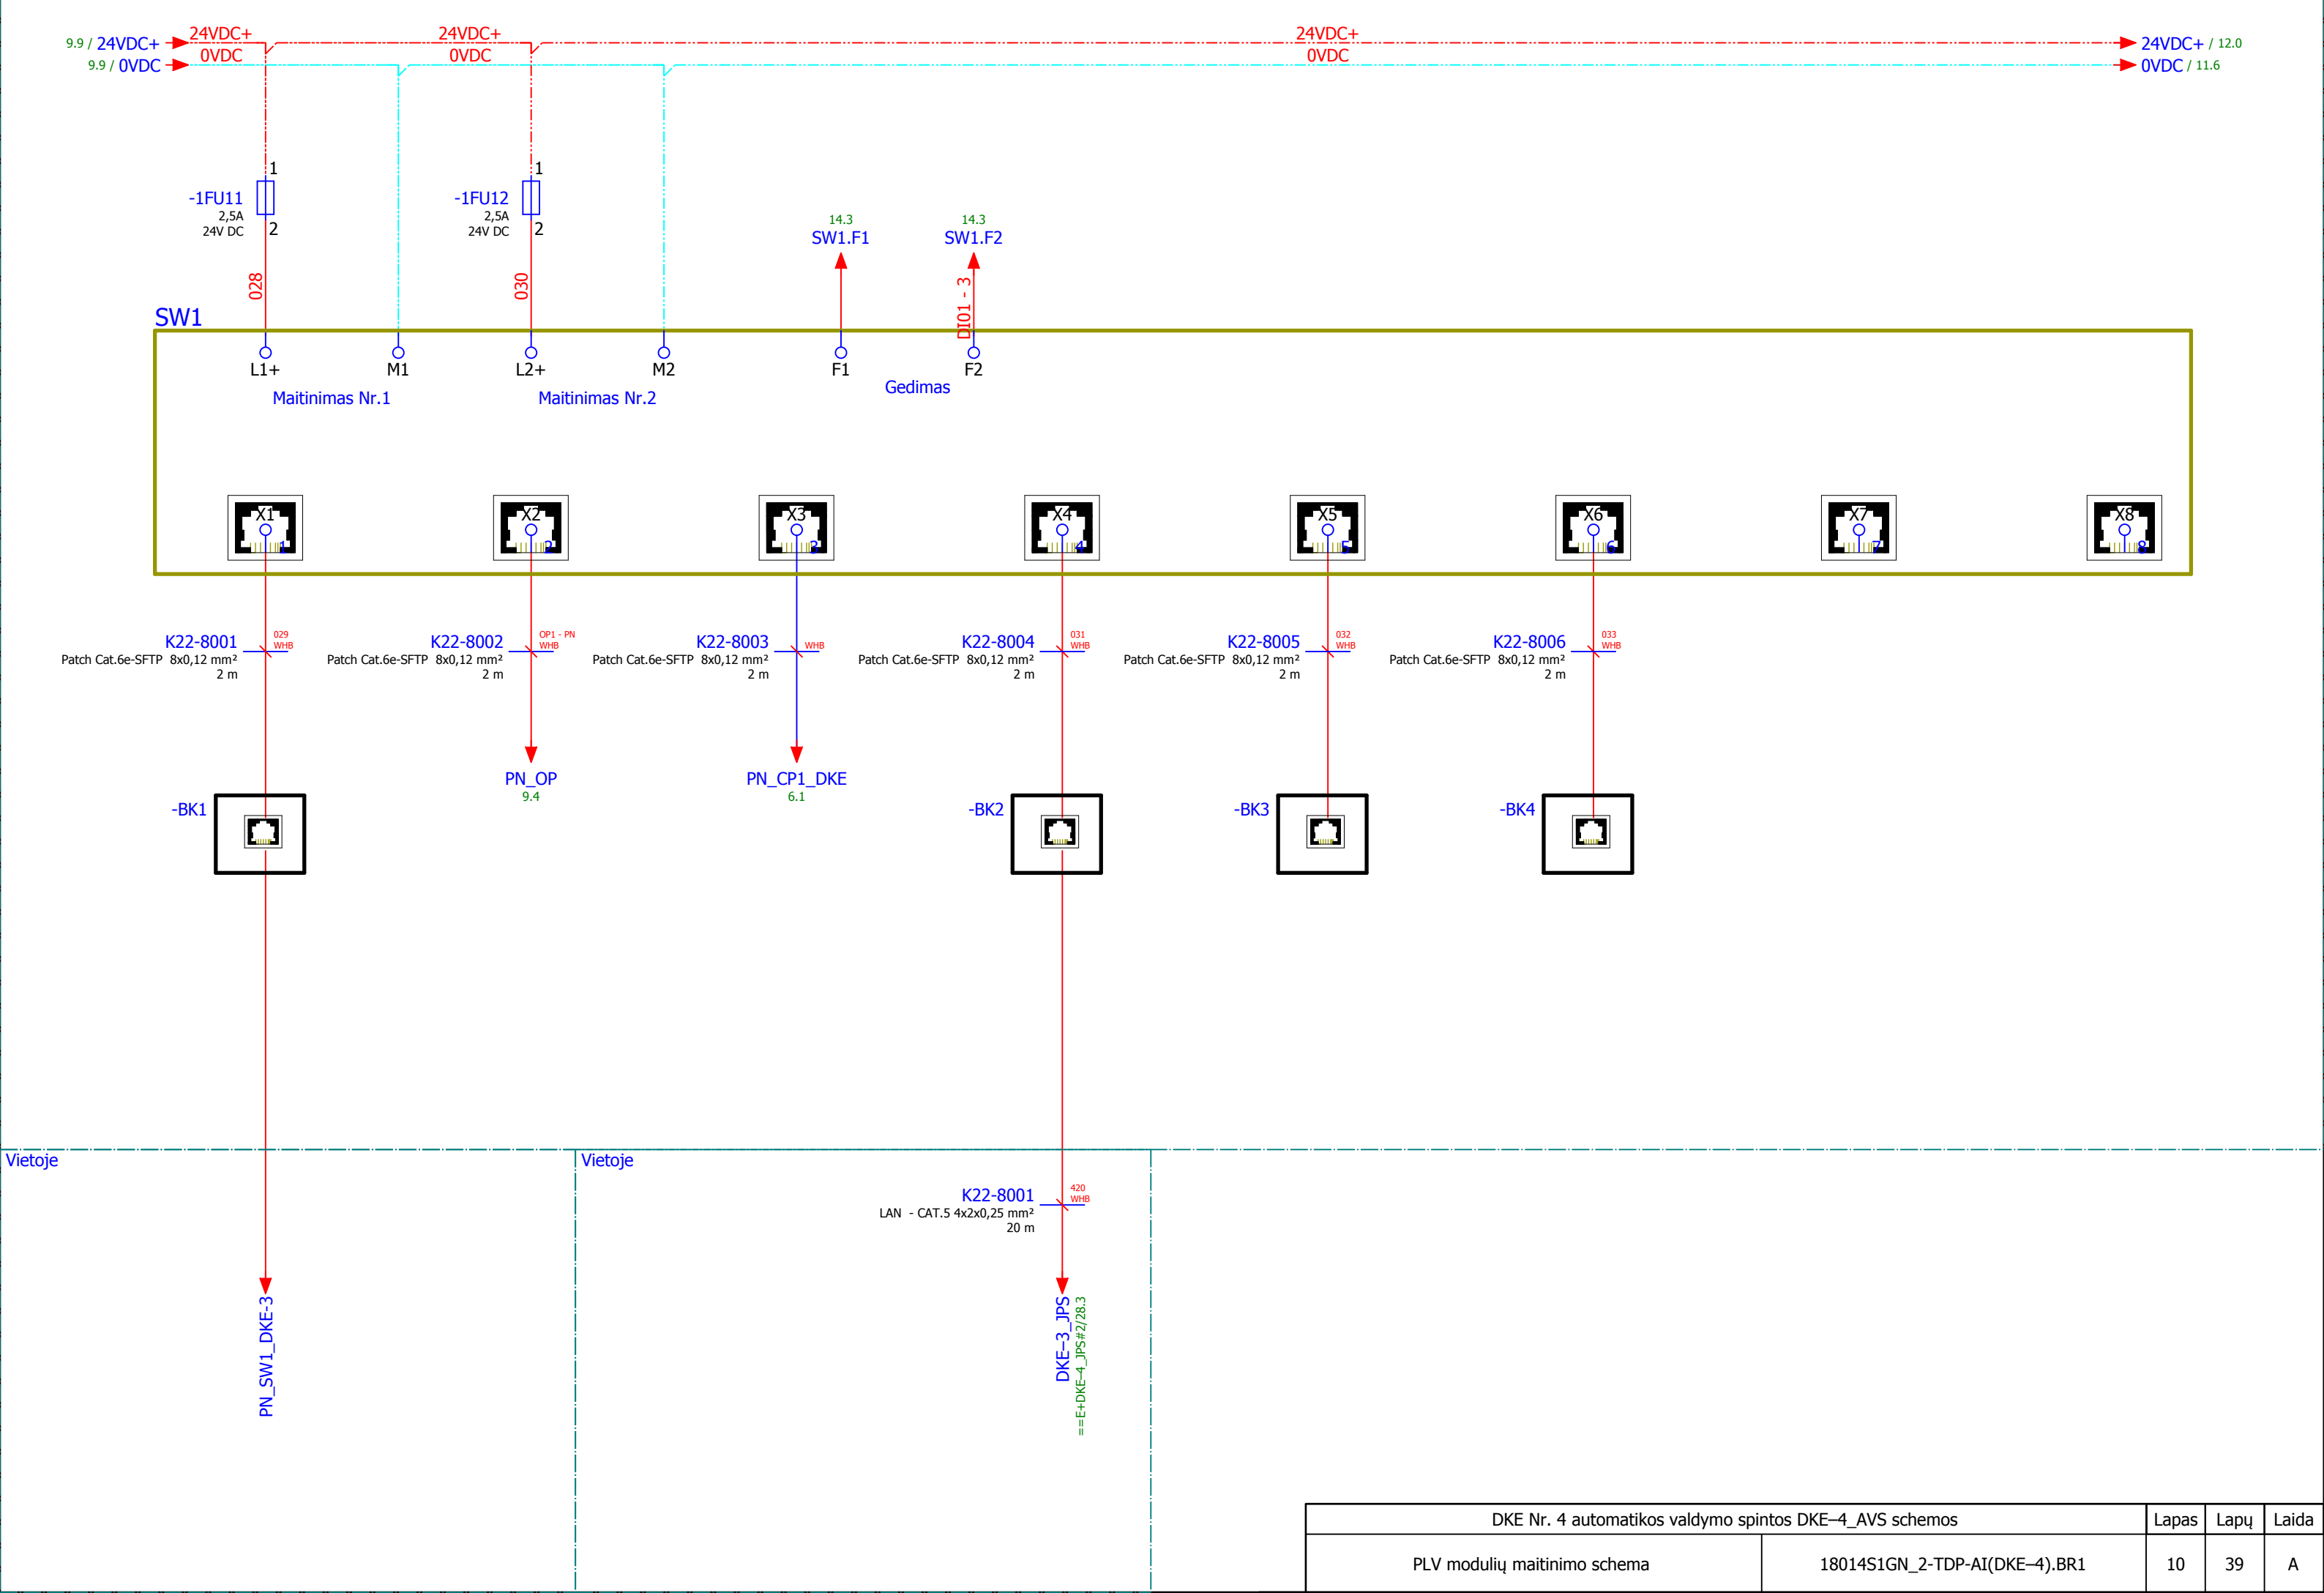 24VDC+ 24VDC+ 24VDC+
9.9 / 24VDC+ 24VDC+ / 12.0
0VDC 0VDC 0VDC
9.9 / 0VDC 0VDC / 11.6
1 1
-1FU11 -1FU12
2,5A 2,5A
24V DC 24V DC
2 2
14.3 14.3
SW1.F1 SW1.F2
028 030 DI01 - 3
SW1
L1+ M1 L2+ M2 F1 F2
Maitinimas Nr.1 Maitinimas Nr.2 Gedimas
X1 X2 X3 X4 X5 X6 X7 X8
1 2 3 4 5 6 7 8
029 OP1 - PN 031 032 033
K22-8001 WHB K22-8002 WHB K22-8003 WHB K22-8004 WHB K22-8005 WHB K22-8006 WHB
Patch Cat.6e-SFTP 8x0,12 mm² Patch Cat.6e-SFTP 8x0,12 mm² Patch Cat.6e-SFTP 8x0,12 mm² Patch Cat.6e-SFTP 8x0,12 mm² Patch Cat.6e-SFTP 8x0,12 mm² Patch Cat.6e-SFTP 8x0,12 mm²
2 m 2 m 2 m 2 m 2 m 2 m
PN_OP PN_CP1_DKE
9.4 6.1
-BK1 -BK2 -BK3 -BK4
Vietoje Vietoje
420
K22-8001 WHB
LAN - CAT.5 4x2x0,25 mm²
20 m
PN_SW1_DKE-3
DKE–3_JPS
==E+DKE–4_JPS#2/28.3
DKE Nr. 4 automatikos valdymo spintos DKE–4_AVS schemos Lapas Lapų Laida
PLV modulių maitinimo schema 18014S1GN_2-TDP-AI(DKE–4).BR1 10 39 A